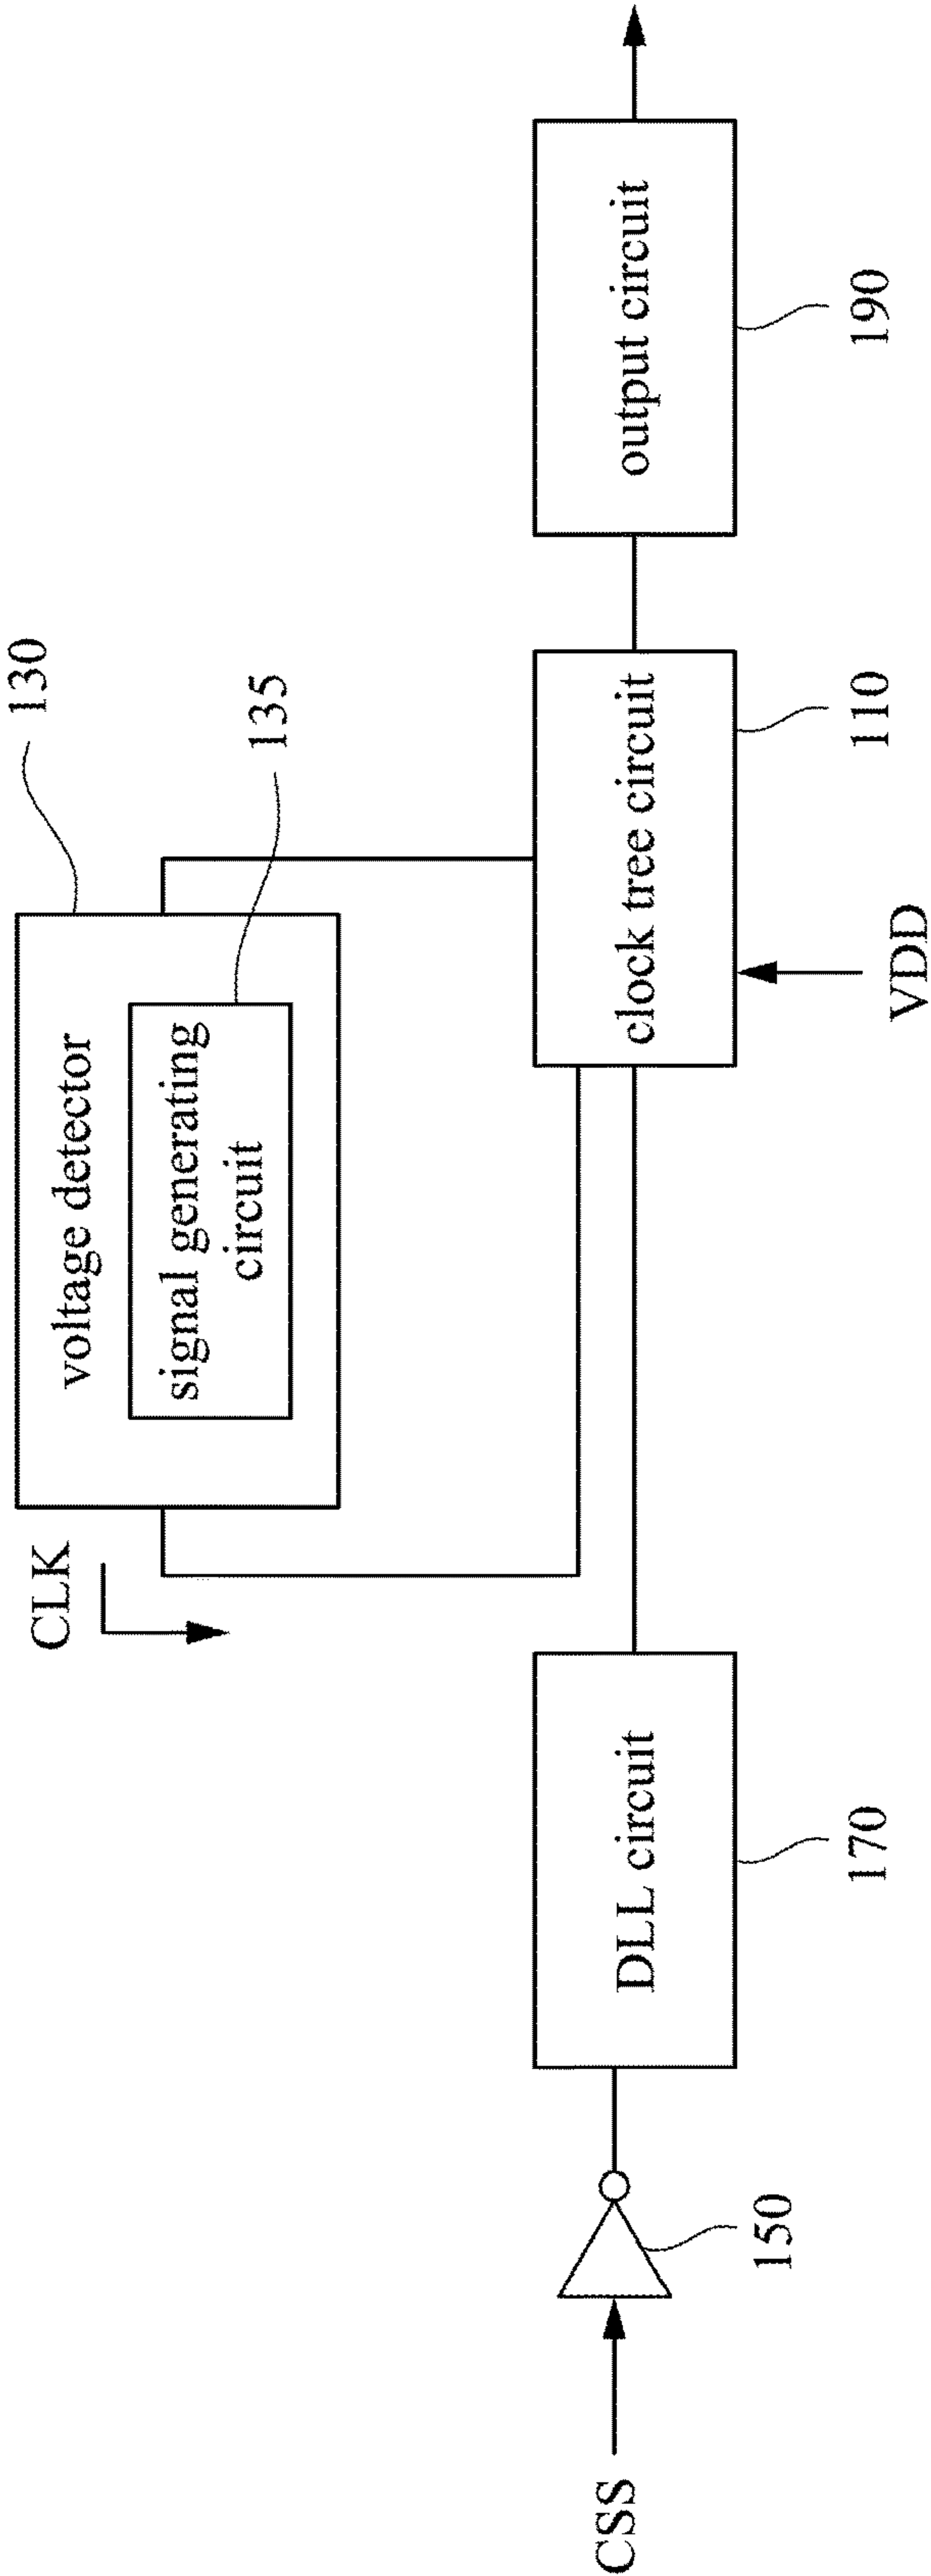 130
voltage detector
135
signal generating
circuit
CLK
CSS
150
DLL circuit
170
clock tree circuit
110
VDD
output circuit
190